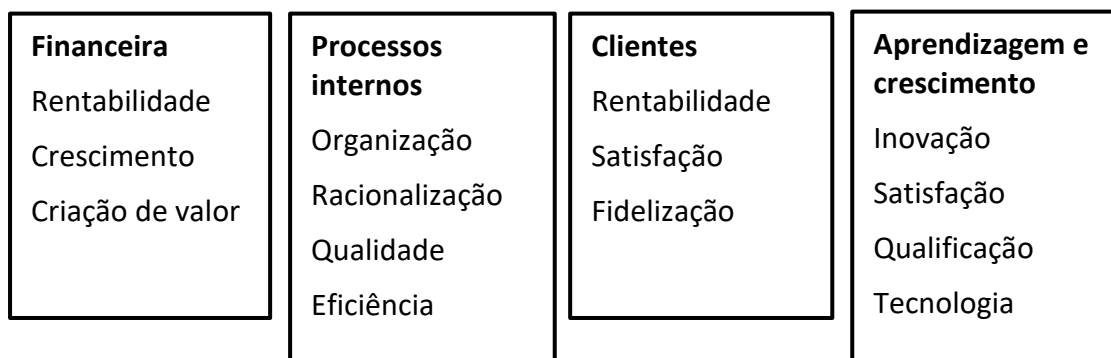 Financeira
Rentabilidade
Crescimento
Criação de valor
Processos
internos
Organização
Racionalização
Qualidade
Eficiência
Clientes
Rentabilidade
Satisfação
Fidelização
Aprendizagem e
crescimento
Inovação
Satisfação
Qualificação
Tecnologia